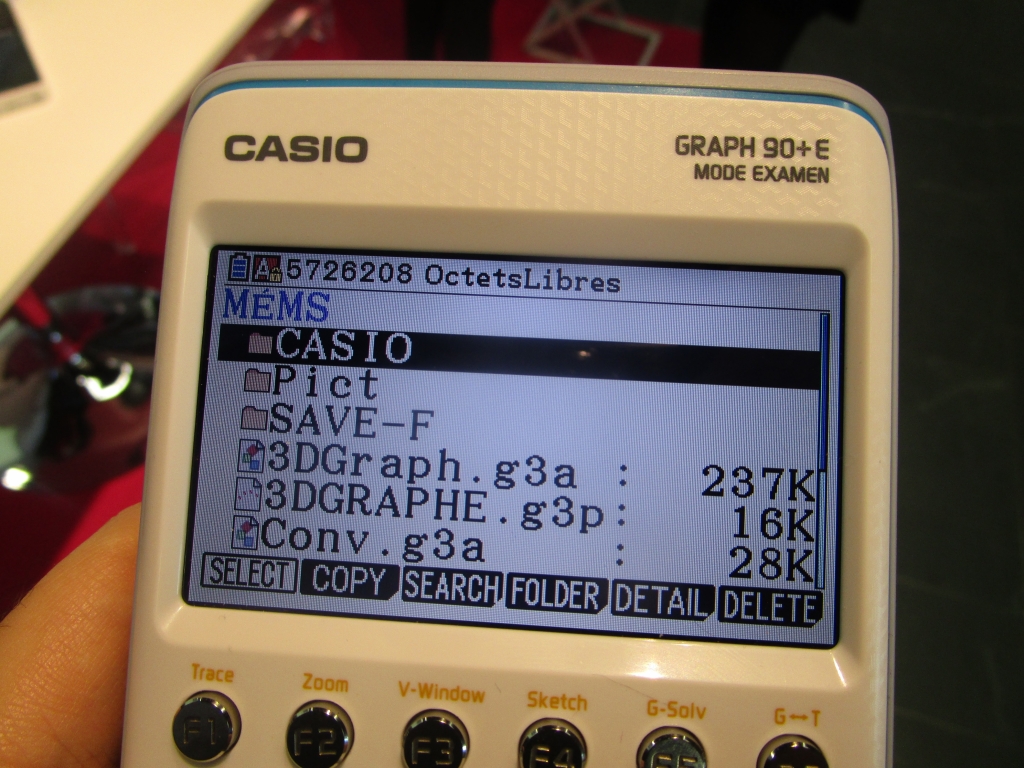 CASIO
GRAPH 90+E
MODE EXAMEN
5726208 OctetsLibres
MÉMS
CASIO
Pict
SAVE-F
3DGraph.g3a : 237K
3DGRAPHE.g3p : 16K
Conv.g3a : 28K
SELECT COPY SEARCH FOLDER DETAIL DELETE
Trace Zoom V-Window Sketch G-Solv G↔T
F1 F2 F3 F4 F5